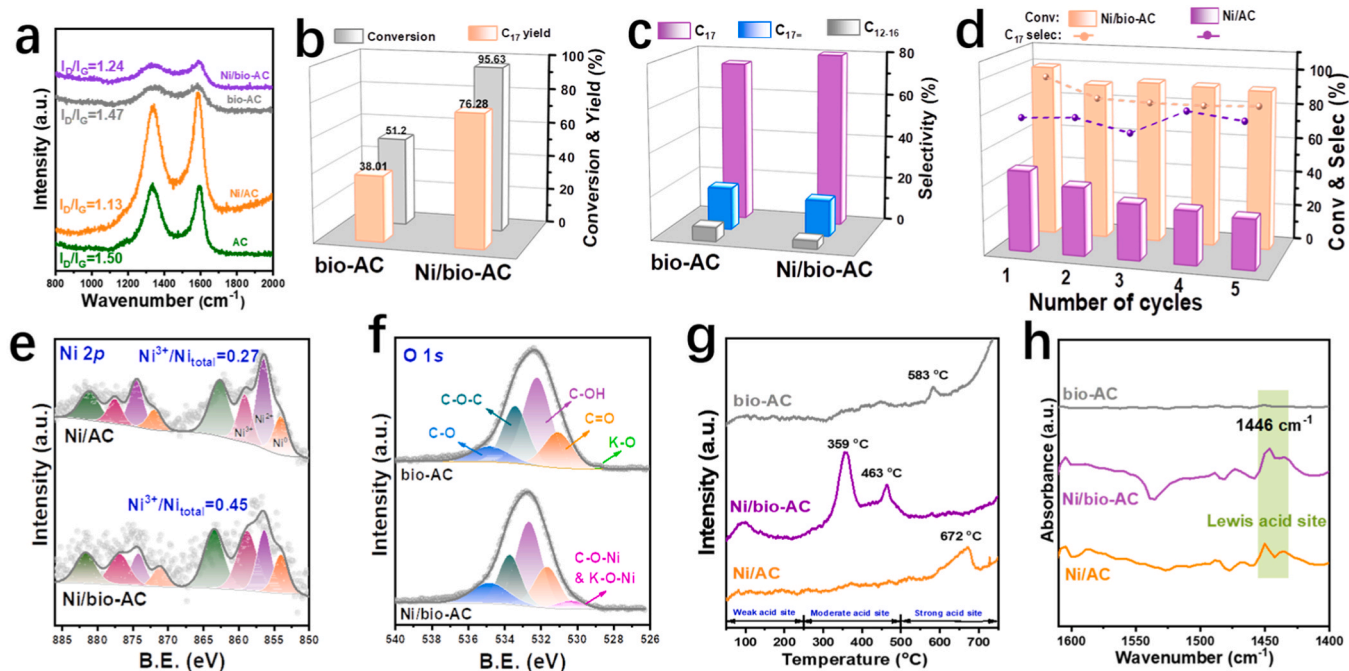 a
I_D/I_G=1.24
Ni/bio-AC
bio-AC
I_D/I_G=1.47
Ni/AC
I_D/I_G=1.13
AC
I_D/I_G=1.50
Intensity (a.u.)
800 1000 1200 1400 1600 1800 2000
Wavenumber (cm⁻¹)
b
Conversion
C₁₇ yield
95.63
76.28
51.2
38.01
bio-AC
Ni/bio-AC
100
80
60
40
20
0
Conversion & Yield (%)
c
C₁₇
C₁₇₌
C₁₂₋₁₆
bio-AC
Ni/bio-AC
80
60
40
20
0
Selectivity (%)
d
Conv:
Ni/bio-AC
Ni/AC
C₁₇ selec:
100
80
60
40
20
0
Conv & Selec (%)
1 2 3 4 5
Number of cycles
e
Ni 2p
Ni³⁺/Ni_total=0.27
Ni³⁺
Ni²⁺
Ni⁰
Ni/AC
Ni³⁺/Ni_total=0.45
Ni/bio-AC
Intensity (a.u.)
885 880 875 870 865 860 855 850
B.E. (eV)
f
O 1s
C-O-C
C-OH
C-O
C=O
K-O
bio-AC
C-O-Ni
& K-O-Ni
Ni/bio-AC
Intensity (a.u.)
540 538 536 534 532 530 528 526
B.E. (eV)
g
583 °C
bio-AC
359 °C
463 °C
Ni/bio-AC
672 °C
Ni/AC
Weak acid site
Moderate acid site
Strong acid site
Intensity (a.u.)
100 200 300 400 500 600 700
Temperature (°C)
h
bio-AC
1446 cm⁻¹
Ni/bio-AC
Lewis acid site
Ni/AC
Absorbance (a.u.)
1600 1550 1500 1450 1400
Wavenumber (cm⁻¹)